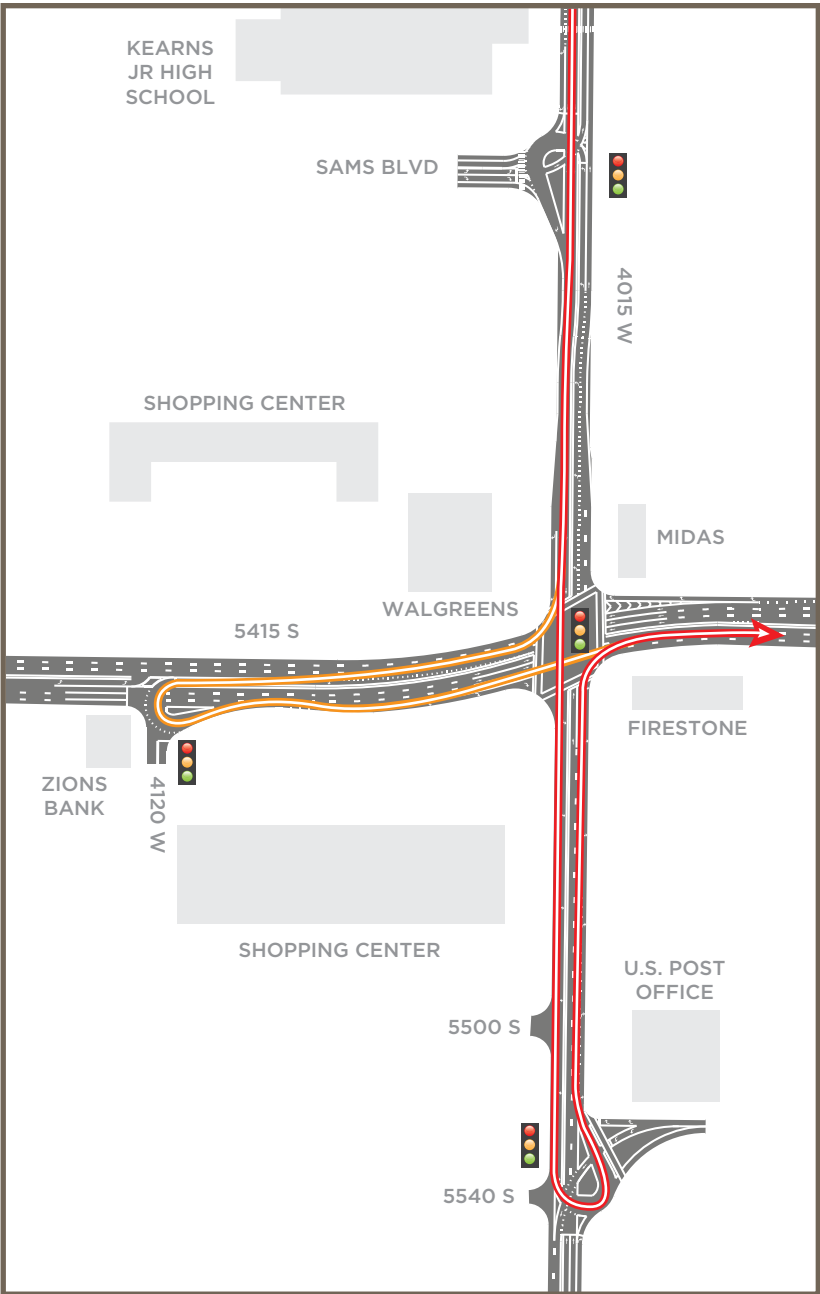 KEARNS
JR HIGH
SCHOOL
SAMS BLVD
4015 W
SHOPPING CENTER
MIDAS
WALGREENS
5415 S
FIRESTONE
ZIONS
BANK
4120 W
SHOPPING CENTER
U.S. POST
OFFICE
5500 S
5540 S